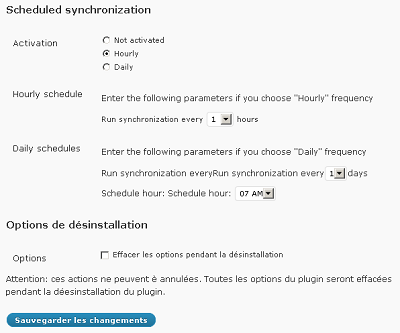 Scheduled synchronization
Activation
Not activated
Hourly
Daily
Hourly schedule
Enter the following parameters if you choose "Hourly" frequency
Run synchronization every 1 hours
Daily schedules
Enter the following parameters if you choose "Daily" frequency
Run synchronization everyRun synchronization every 1 days
Schedule hour: Schedule hour: 07 AM
Options de désinstallation
Options
Effacer les options pendant la désinstallation
Attention: ces actions ne peuvent è annulées. Toutes les options du plugin seront effacées
pendant la déesinstallation du plugin.
Sauvegarder les changements